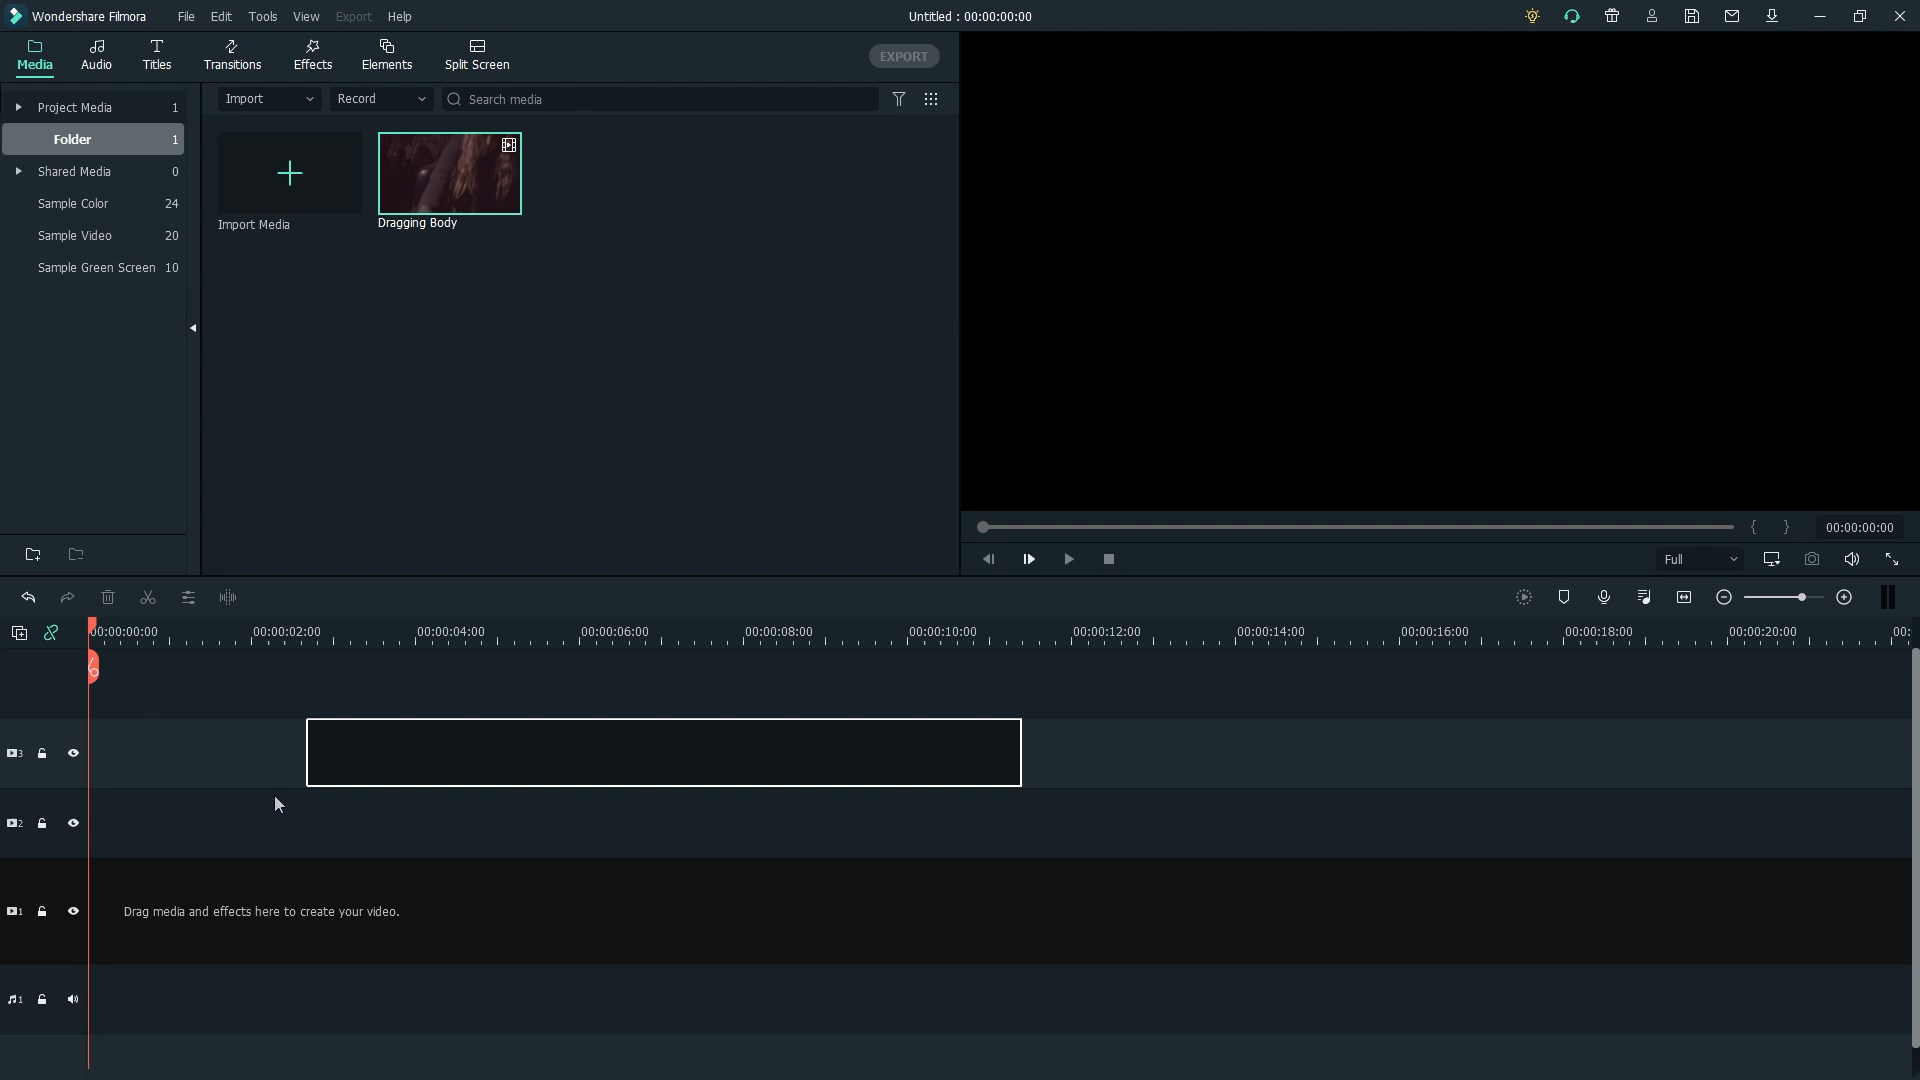 Wondershare Filmora File Edit Tools View Export Help Untitled : 00:00:00:00
Media Audio Titles Transitions Effects Elements Split Screen EXPORT
Project Media 1
Folder 1
Shared Media 0
Sample Color 24
Sample Video 20
Sample Green Screen 10
Import Record Search media
Import Media
Dragging Body
{ } 00:00:00:00
Full
00:00:00:00 00:00:02:00 00:00:04:00 00:00:06:00 00:00:08:00 00:00:10:00 00:00:12:00 00:00:14:00 00:00:16:00 00:00:18:00 00:00:20:00 00:
3
2
1 Drag media and effects here to create your video.
1